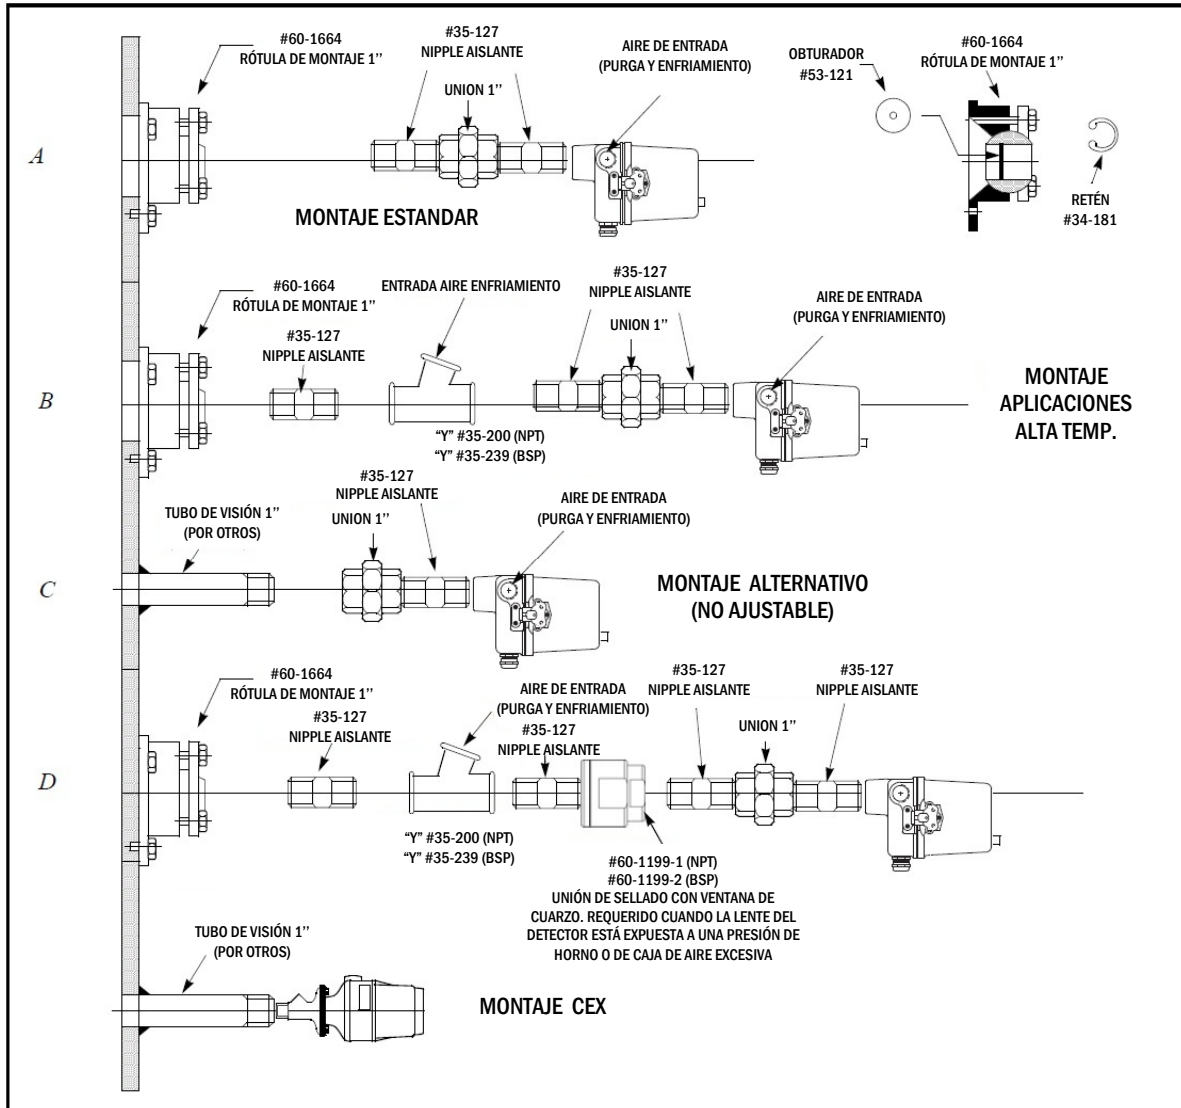 #60-1664
RÓTULA DE MONTAJE 1’’
#35-127
NIPPLE AISLANTE
UNION 1’’
AIRE DE ENTRADA
(PURGA Y ENFRIAMIENTO)
OBTURADOR
#53-121
#60-1664
RÓTULA DE MONTAJE 1’’
RETÉN
#34-181
A
MONTAJE ESTANDAR
#60-1664
RÓTULA DE MONTAJE 1’’
#35-127
NIPPLE AISLANTE
ENTRADA AIRE ENFRIAMIENTO
#35-127
NIPPLE AISLANTE
UNION 1’’
AIRE DE ENTRADA
(PURGA Y ENFRIAMIENTO)
B
“Y” #35-200 (NPT)
“Y” #35-239 (BSP)
MONTAJE
APLICACIONES
ALTA TEMP.
TUBO DE VISIÓN 1’’
(POR OTROS)
#35-127
NIPPLE AISLANTE
UNION 1’’
AIRE DE ENTRADA
(PURGA Y ENFRIAMIENTO)
C
MONTAJE ALTERNATIVO
(NO AJUSTABLE)
#60-1664
RÓTULA DE MONTAJE 1’’
#35-127
NIPPLE AISLANTE
AIRE DE ENTRADA
(PURGA Y ENFRIAMIENTO)
#35-127
NIPPLE AISLANTE
#35-127
NIPPLE AISLANTE
UNION 1’’
#35-127
NIPPLE AISLANTE
D
“Y” #35-200 (NPT)
“Y” #35-239 (BSP)
#60-1199-1 (NPT)
#60-1199-2 (BSP)
UNIÓN DE SELLADO CON VENTANA DE
CUARZO. REQUERIDO CUANDO LA LENTE DEL
DETECTOR ESTÁ EXPUESTA A UNA PRESIÓN DE
HORNO O DE CAJA DE AIRE EXCESIVA
TUBO DE VISIÓN 1’’
(POR OTROS)
MONTAJE CEX